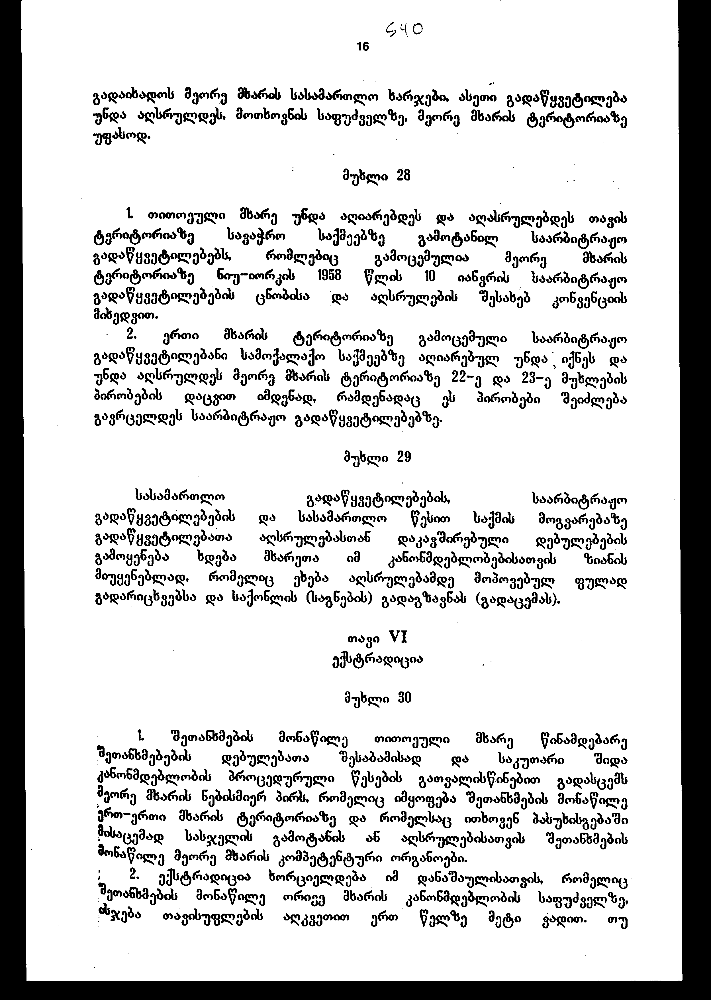 540
16
გადაიხადოს მეორე მხარის სასამართლო ხარჯები, ასეთი გადაწყვეტილება
უნდა აღსრულდეს, მოთხოვნის საფუძველზე, მეორე მხარის ტერიტორიაზე
უფასოდ.
მუხლი 28
1. თითოეული მხარე უნდა აღიარებდეს და აღასრულებდეს თავის
ტერიტორიაზე სავაჭრო საქმეებზე გამოტანილ საარბიტრაჟო
გადაწყვეტილებებს, რომლებიც გამოცემულია მეორე მხარის
ტერიტორიაზე ნიუ-იორკის 1958 წლის 10 იანვრის საარბიტრაჟო
გადაწყვეტილებების ცნობისა და აღსრულების შესახებ კონვენციის
მიხედვით.
2. ერთი მხარის ტერიტორიაზე გამოცემული საარბიტრაჟო
გადაწყვეტილებანი სამოქალაქო საქმეებზე აღიარებულ უნდა იქნეს და
უნდა აღსრულდეს მეორე მხარის ტერიტორიაზე 22-ე და 23-ე მუხლების
პირობების დაცვით იმდენად, რამდენადაც ეს პირობები შეიძლება
გავრცელდეს საარბიტრაჟო გადაწყვეტილებებზე.
მუხლი 29
სასამართლო გადაწყვეტილებების, საარბიტრაჟო
გადაწყვეტილებების და სასამართლო წესით საქმის მოგვარებაზე
გადაწყვეტილებათა აღსრულებასთან დაკავშირებული დებულებების
გამოყენება ხდება მხარეთა იმ კანონმდებლობებისათვის ზიანის
მიუყენებლად, რომელიც ეხება აღსრულებამდე მოპოვებულ ფულად
გადარიცხვებსა და საქონლის (საგნების) გადაგზავნას (გადაცემას).
თავი VI
ექსტრადიცია
მუხლი 30
1. შეთანხმების მონაწილე თითოეული მხარე წინამდებარე
შეთანხმებების დებულებათა შესაბამისად და საკუთარი შიდა
კანონმდებლობის პროცედურული წესების გათვალისწინებით გადასცემს
მეორე მხარის ნებისმიერ პირს, რომელიც იმყოფება შეთანხმების მონაწილე
ერთ-ერთი მხარის ტერიტორიაზე და რომელსაც ითხოვენ პასუხისგებაში
მისაცემად სასჯელის გამოტანის ან აღსრულებისათვის შეთანხმების
მონაწილე მეორე მხარის კომპეტენტური ორგანოები.
2. ექსტრადიცია ხორციელდება იმ დანაშაულისათვის, რომელიც
შეთანხმების მონაწილე ორივე მხარის კანონმდებლობის საფუძველზე,
ისჯება თავისუფლების აღკვეთით ერთ წელზე მეტი ვადით. თუ